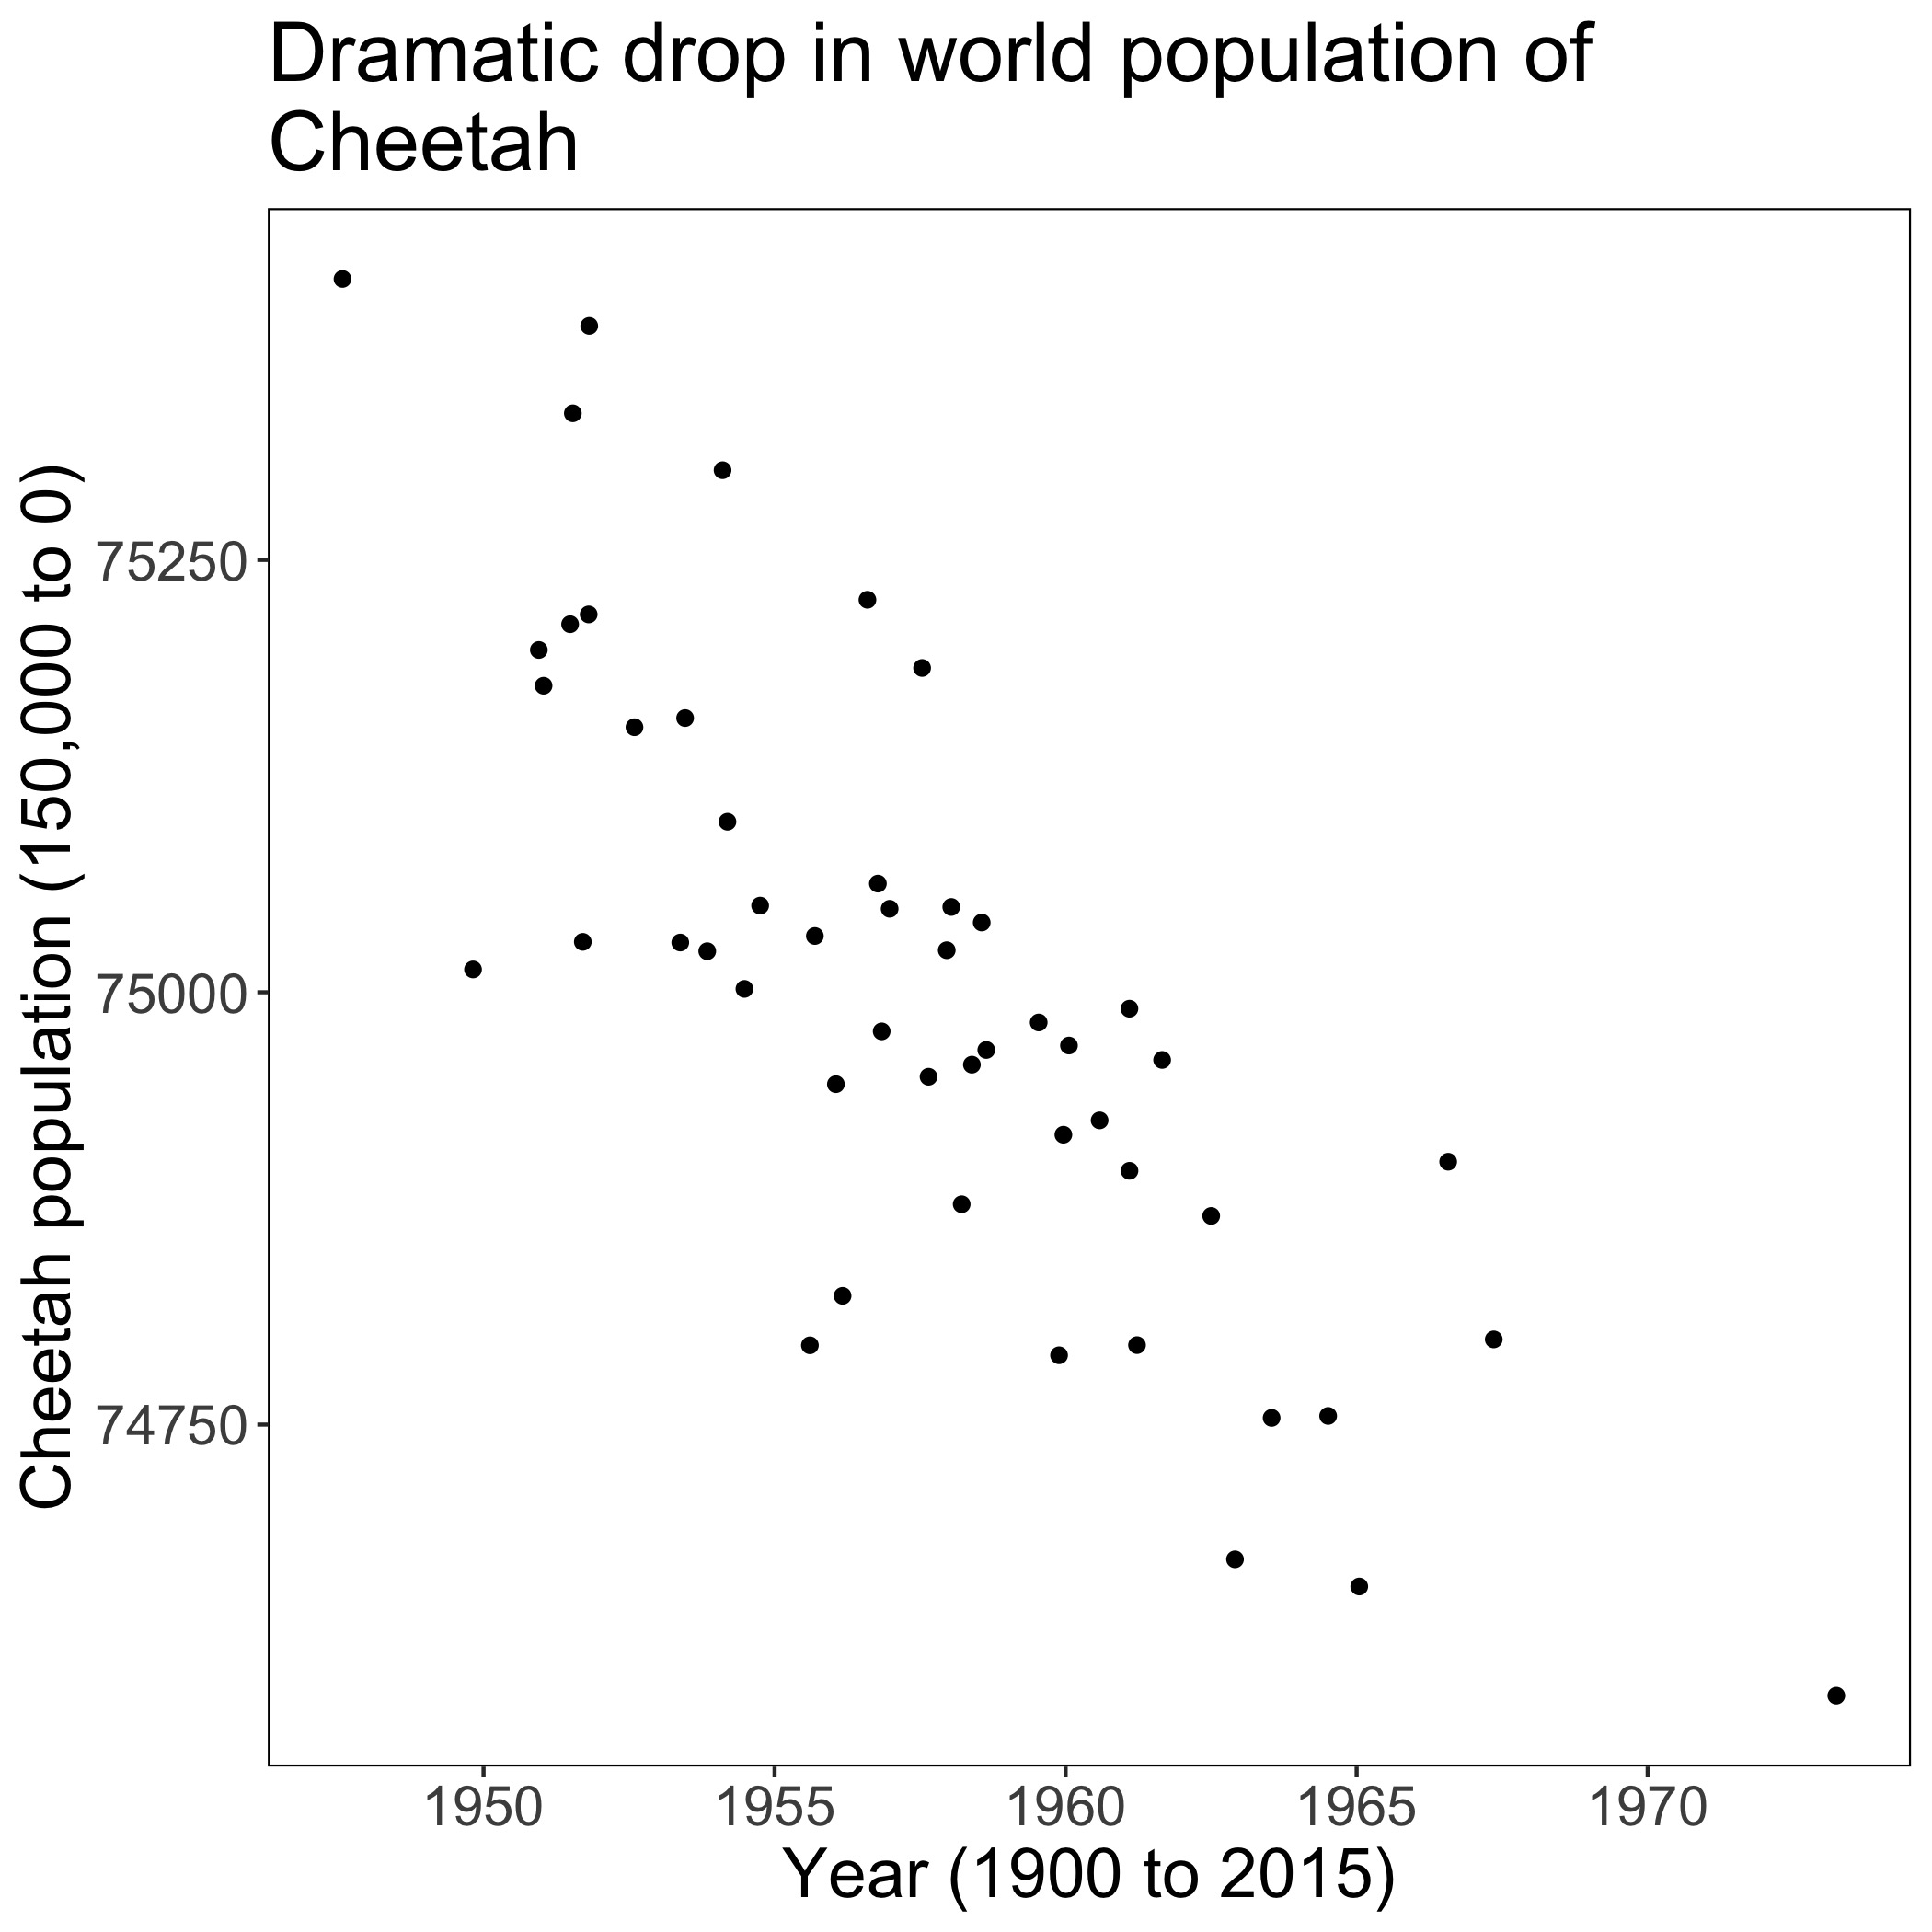 Dramatic drop in world population of
Cheetah
Cheetah population (150,000 to 0)
75250
75000
74750
1950
1955
1960
1965
1970
Year (1900 to 2015)